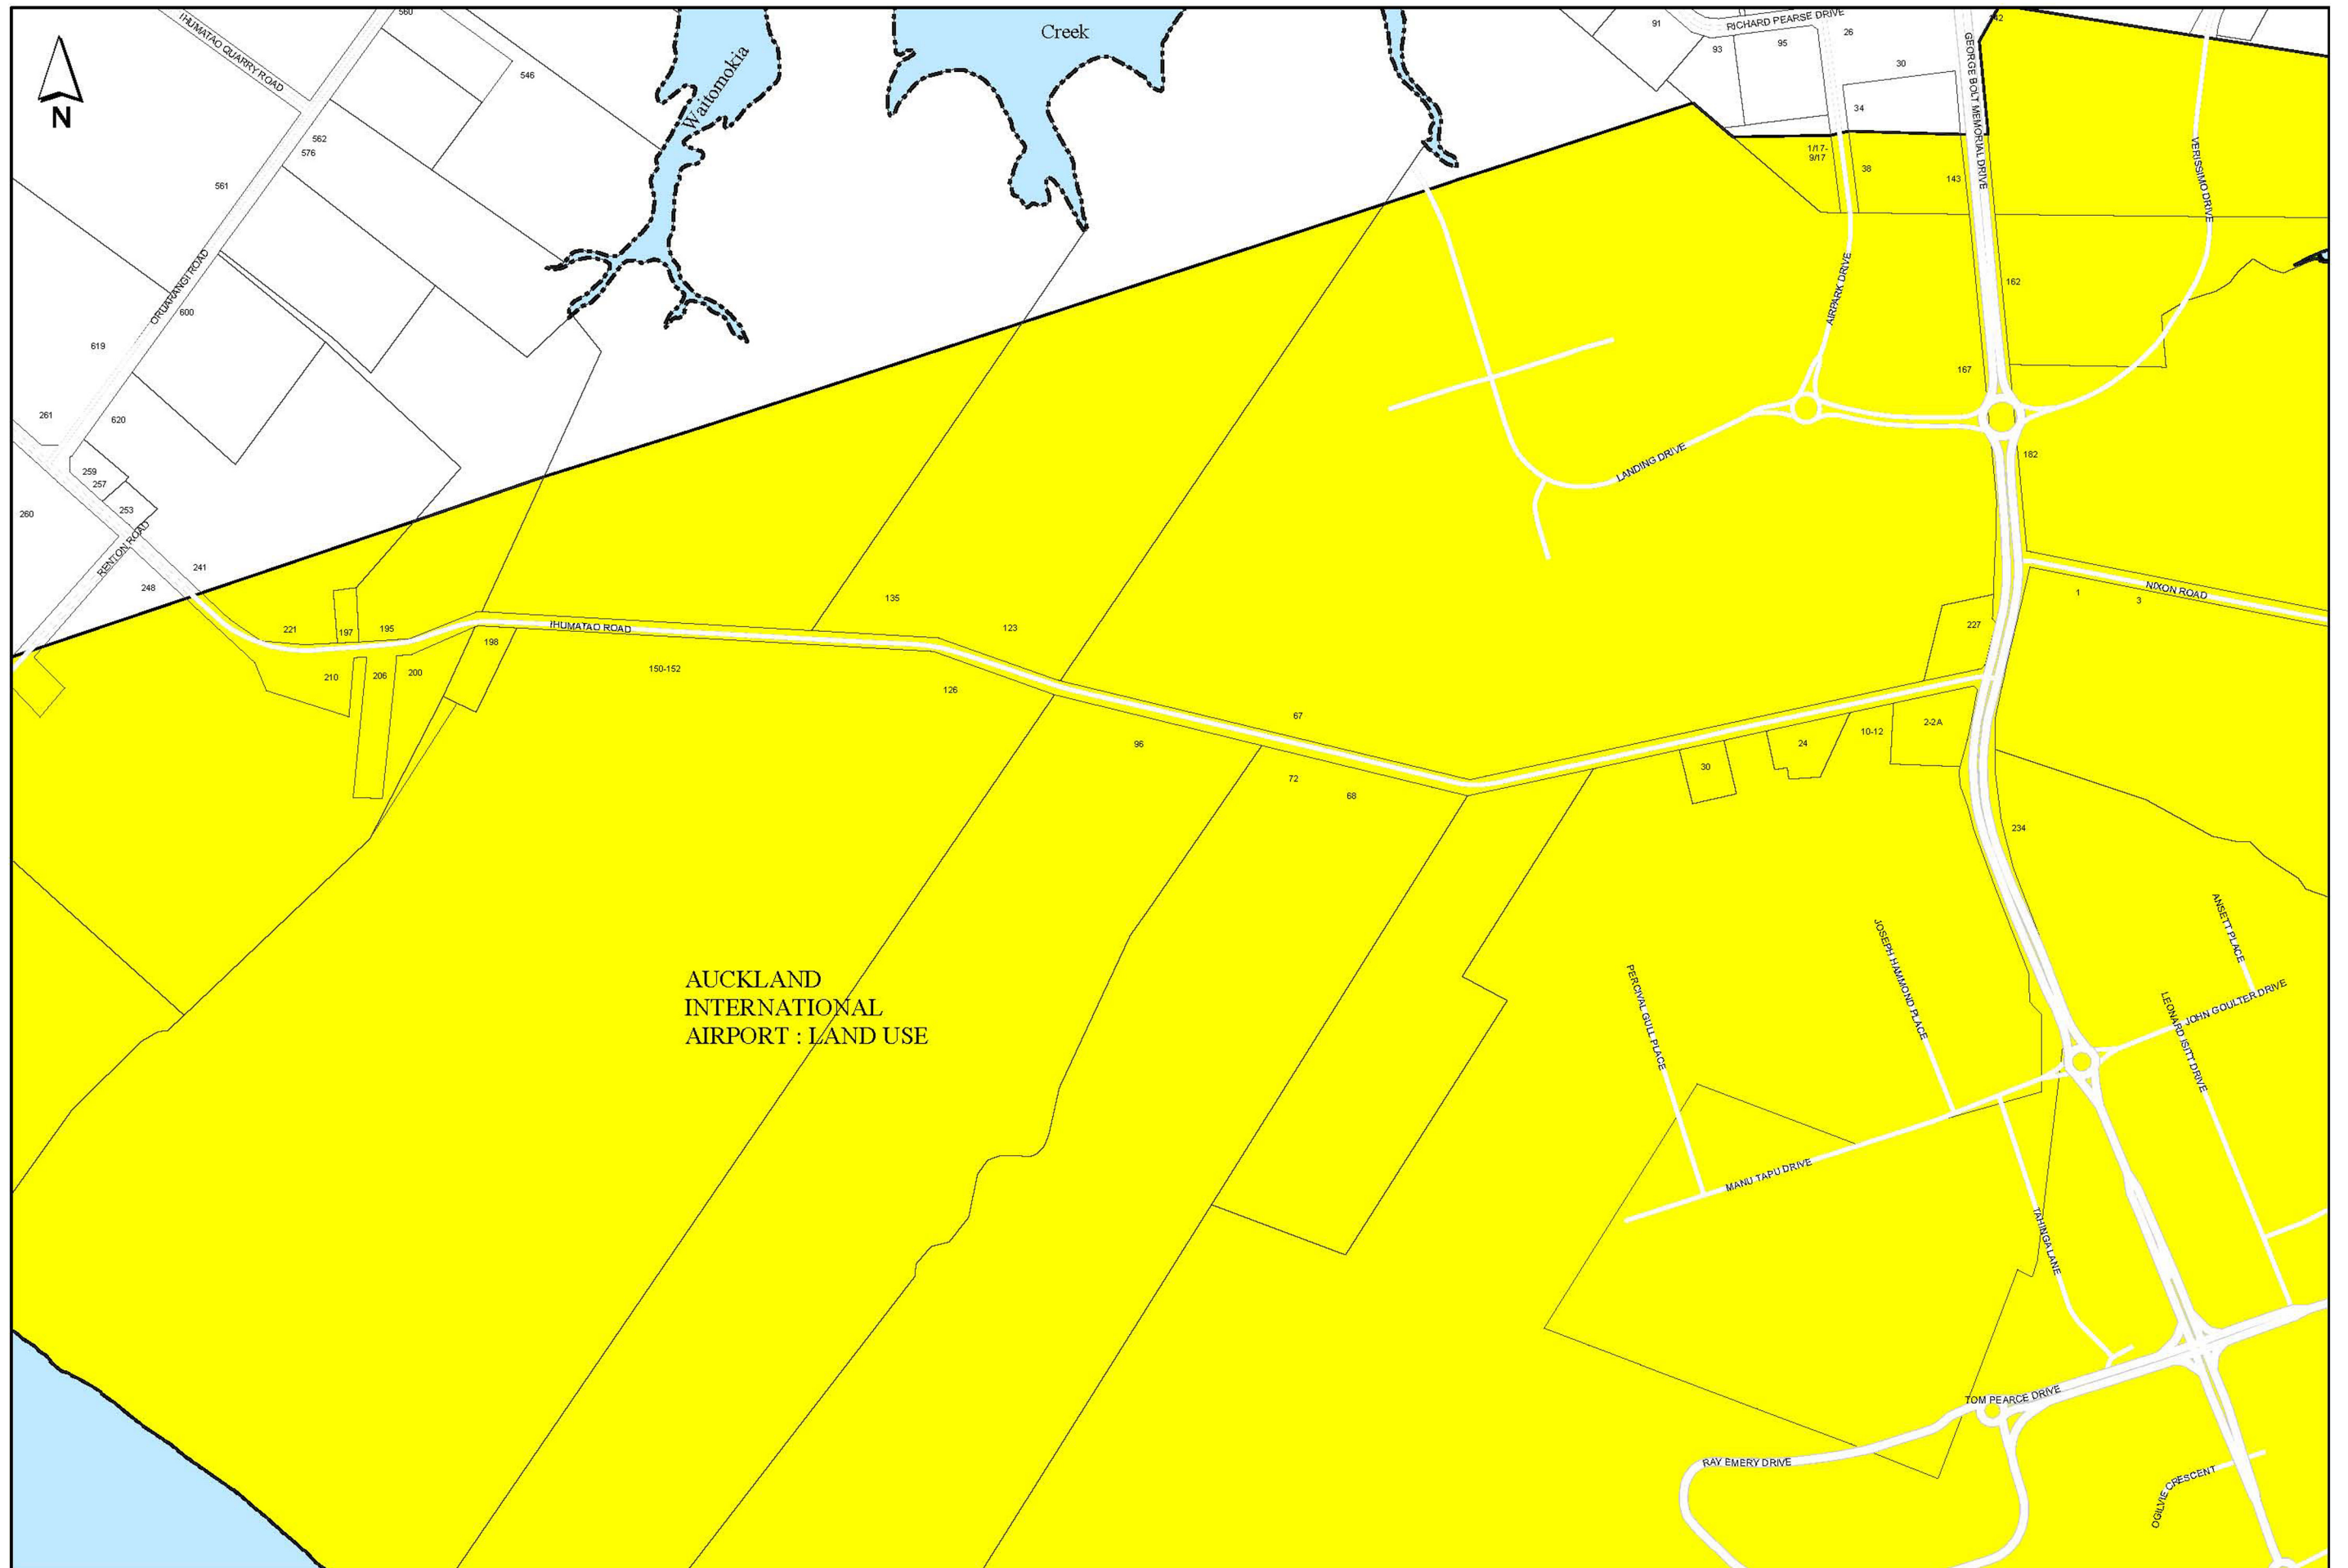 IHUMATAO QUARRY ROAD
560
Creek
Waitomokia
91
RICHARD PEARSE DRIVE
26
142
93
95
30
GEORGE BOLT MEMORIAL DRIVE
546
N
562
576
34
1/17-
9/17
38
143
VERISSIMO DRIVE
561
ORUARANGI ROAD
600
619
162
AIRPARK DRIVE
167
261
620
259
257
253
260
RENTON ROAD
LANDING DRIVE
182
241
248
135
123
NIXON ROAD
1
3
221
197
195
198
IHUMATAO ROAD
227
210
206
200
150-152
126
67
96
72
68
30
24
10-12
2-2A
234
AUCKLAND
INTERNATIONAL
AIRPORT : LAND USE
PERCIVAL GULL PLACE
JOSEPH HAMMOND PLACE
ANSETT PLACE
LEONARD ISITT DRIVE
JOHN GOULTER DRIVE
MANU TAPU DRIVE
TAHINGA LANE
TOM PEARCE DRIVE
RAY EMERY DRIVE
OGILVIE CRESCENT